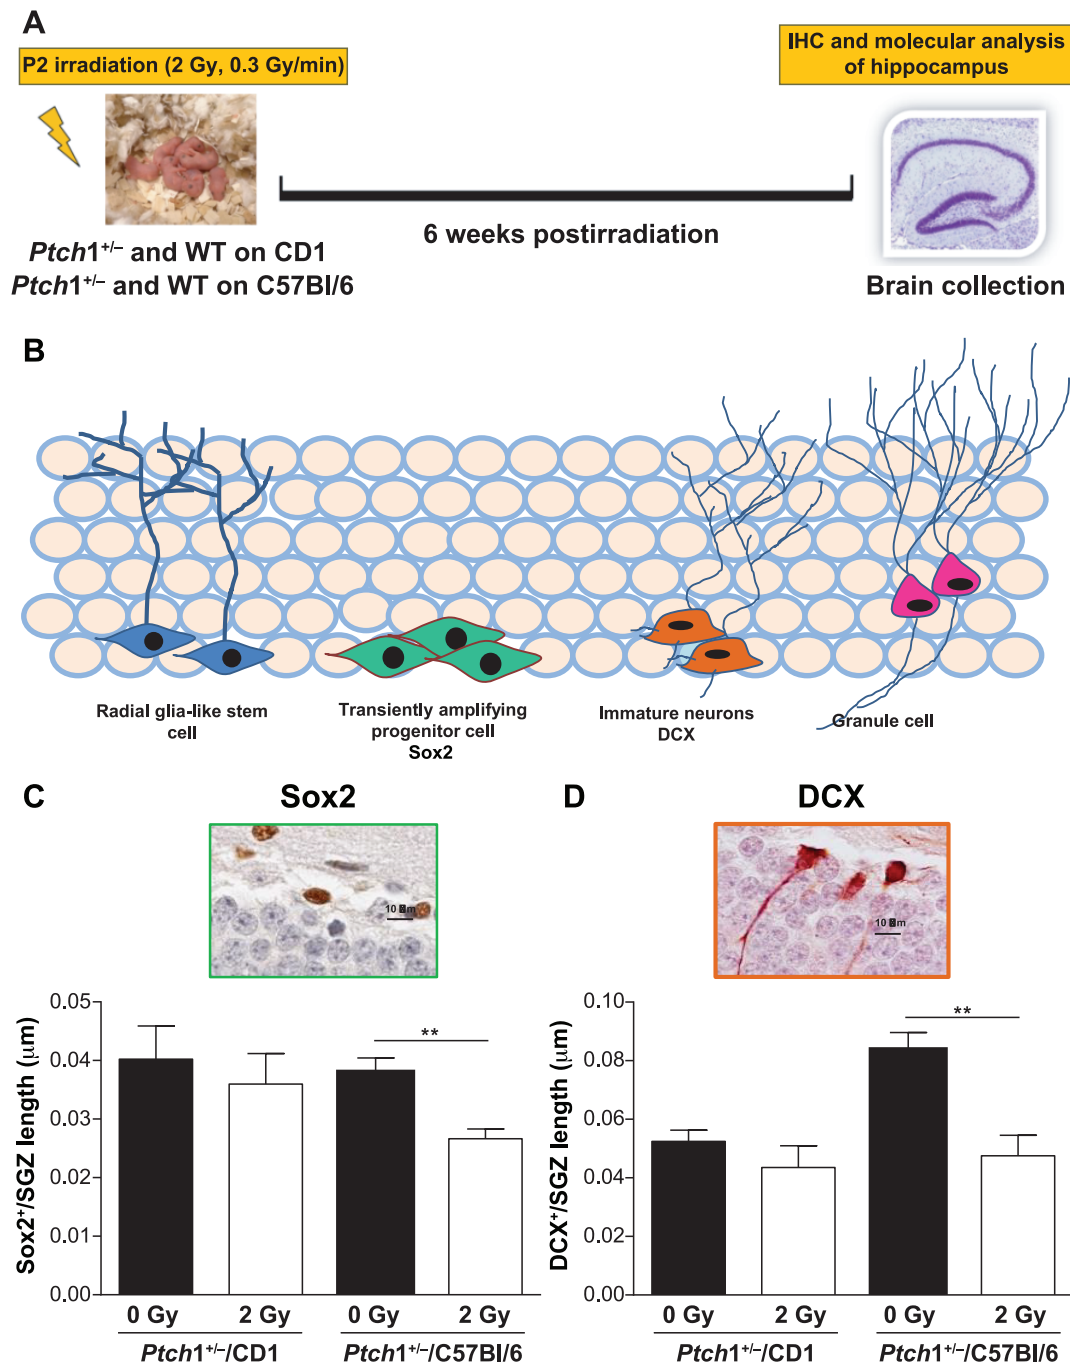 A
P2 irradiation (2 Gy, 0.3 Gy/min)
IHC and molecular analysis
of hippocampus
6 weeks postirradiation
Ptch1+/– and WT on CD1
Ptch1+/– and WT on C57Bl/6
Brain collection
B
Radial glia-like stem
cell
Transiently amplifying
progenitor cell
Sox2
Immature neurons
DCX
Granule cell
C
Sox2
10 m
Sox2+/SGZ length (μm)
0.05
0.04
0.03
0.02
0.01
0.00
**
0 Gy
2 Gy
0 Gy
2 Gy
Ptch1+/–/CD1
Ptch1+/–/C57Bl/6
D
DCX
10 m
DCX+/SGZ length (μm)
0.10
0.08
0.06
0.04
0.02
0.00
**
0 Gy
2 Gy
0 Gy
2 Gy
Ptch1+/–/CD1
Ptch1+/–/C57Bl/6